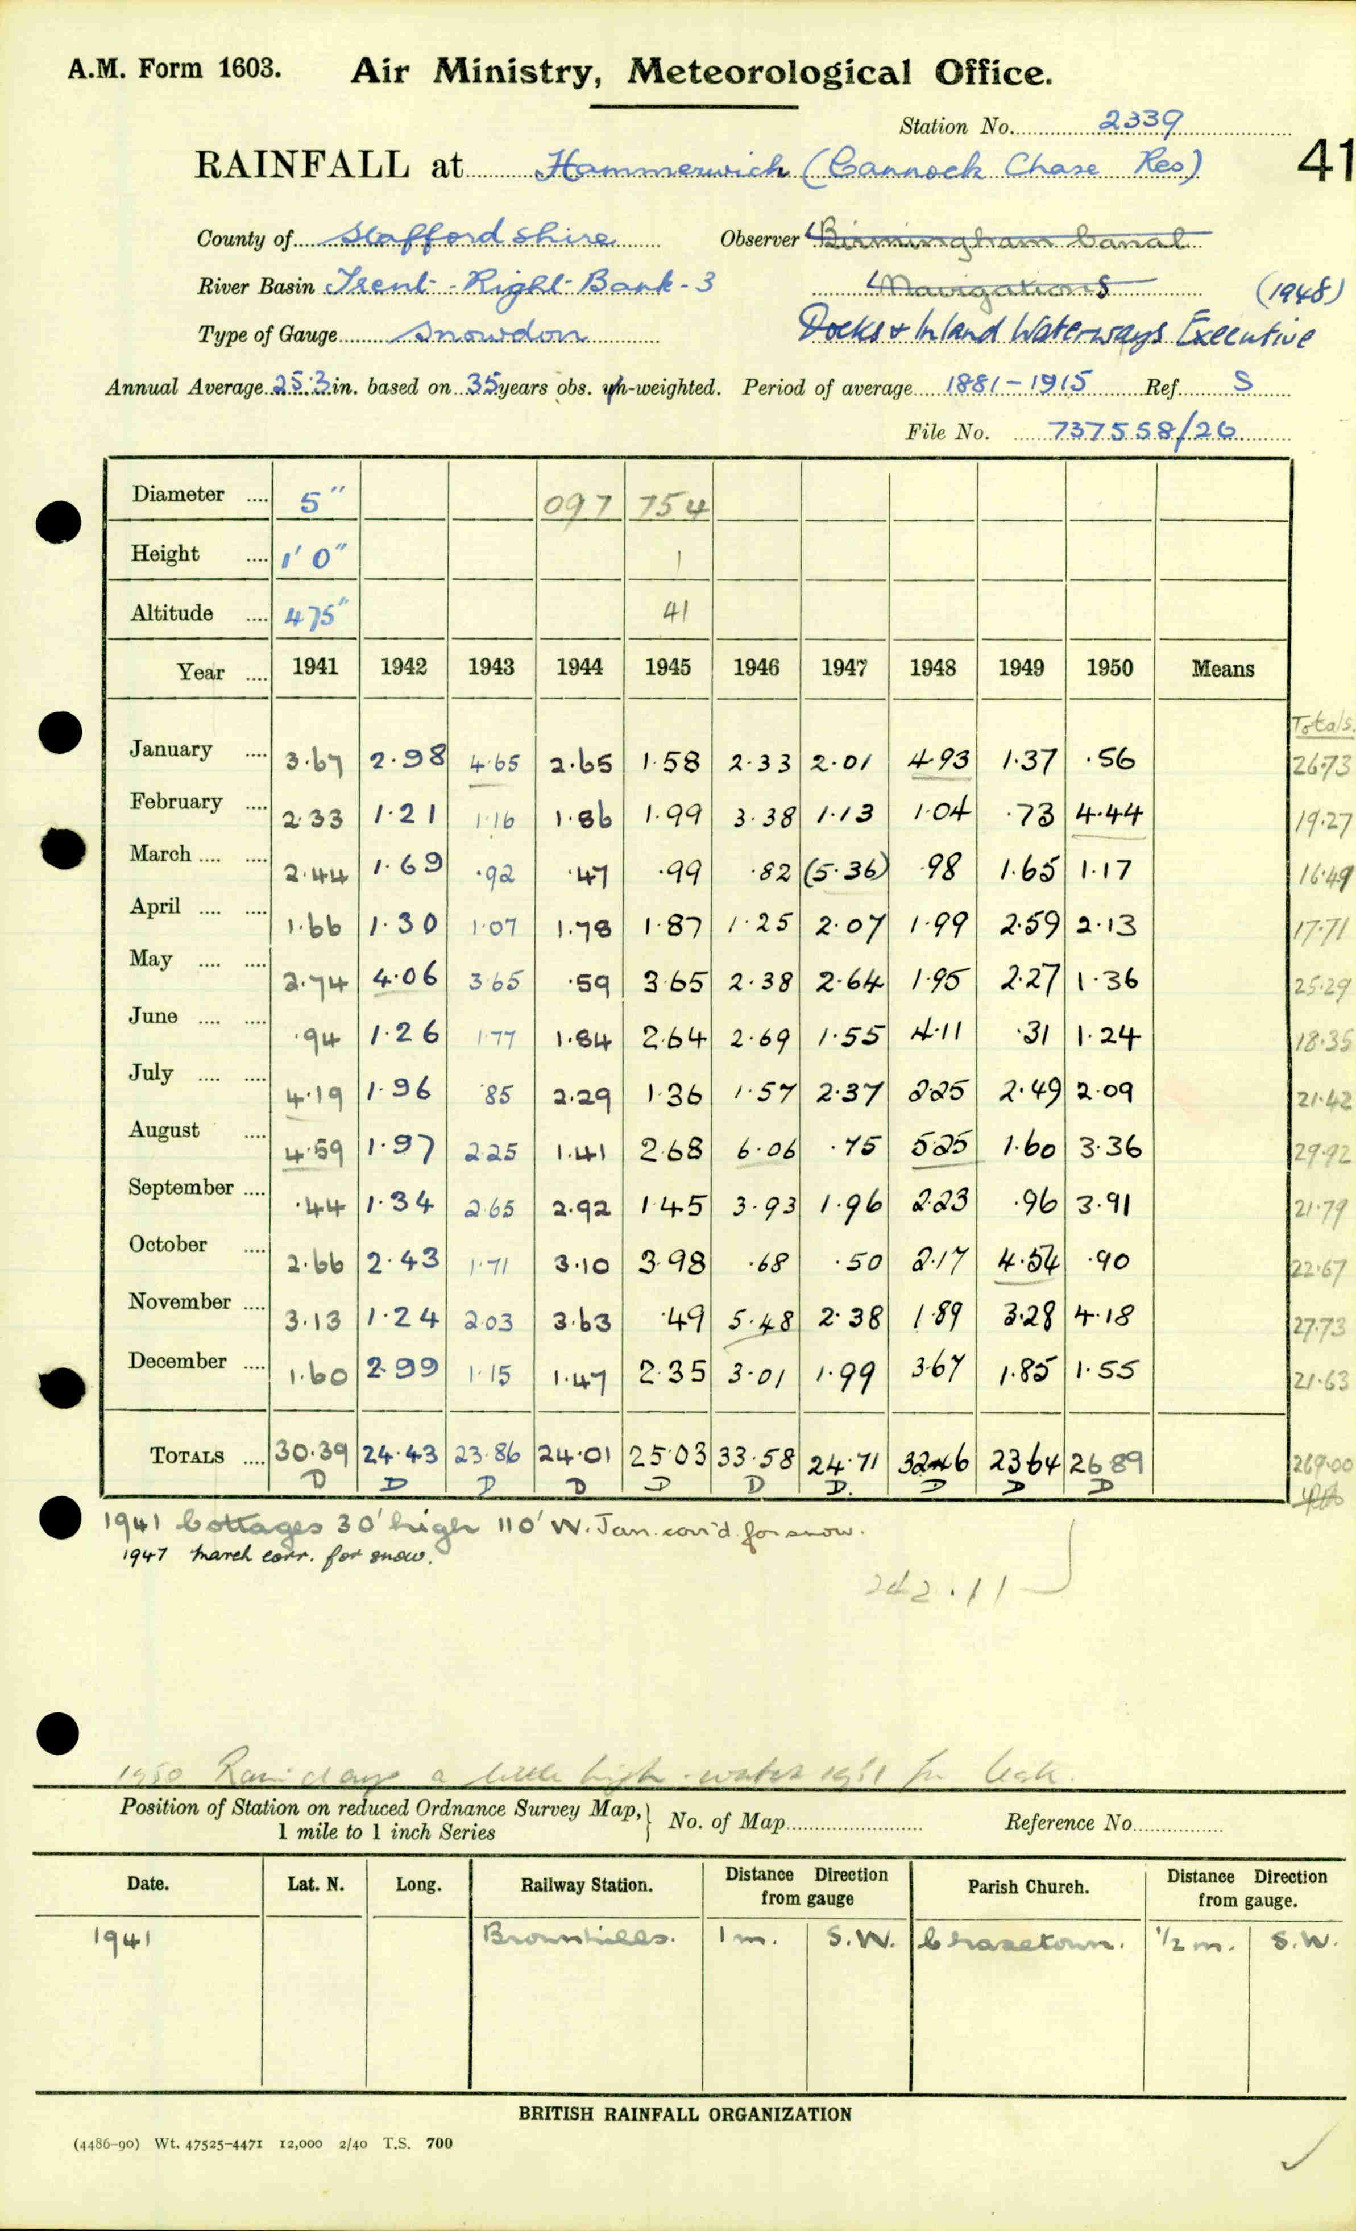 A.M. Form 1603. Air Ministry, Meteorological Office.
Station No. 2339
41
RAINFALL at Hammerwich (Cannock Chase Res)
County of Staffordshire Observer Birmingham Canal
River Basin Trent - Right Bank - 3 Navigations (1948)
Type of Gauge Snowdon Docks & Inland Waterways Executive
Annual Average 25.3 in. based on 35 years obs. un-weighted. Period of average 1881-1915 Ref. S
File No. 737558/26
Diameter .... 5" 097 754
Height .... 1' 0" 1
Altitude .... 475" 41
Year .... 1941 1942 1943 1944 1945 1946 1947 1948 1949 1950 Means
Totals.
January .... 3.67 2.98 4.65 2.65 1.58 2.33 2.01 4.93 1.37 .56 26.73
February .... 2.33 1.21 1.16 1.86 1.99 3.38 1.13 1.04 .73 4.44 19.27
March .... .... 2.44 1.69 .92 .47 .99 .82 (5.36) .98 1.65 1.17 16.49
April .... .... 1.66 1.30 1.07 1.78 1.87 1.25 2.07 1.99 2.59 2.13 17.71
May .... .... 2.74 4.06 3.65 .59 3.65 2.38 2.64 1.95 2.27 1.36 25.29
June .... .... .94 1.26 1.77 1.84 2.64 2.69 1.55 4.11 .31 1.24 18.35
July .... .... 4.19 1.96 .85 2.29 1.36 1.57 2.37 2.25 2.49 2.09 21.42
August .... 4.59 1.97 2.25 1.41 2.68 6.06 .75 5.25 1.60 3.36 29.92
September .... .44 1.34 2.65 2.92 1.45 3.93 1.96 2.23 .96 3.91 21.79
October .... 2.66 2.43 1.71 3.10 3.98 .68 .50 2.17 4.54 .90 22.67
November .... 3.13 1.24 2.03 3.63 .49 5.48 2.38 1.89 3.28 4.18 27.73
December .... 1.60 2.99 1.15 1.47 2.35 3.01 1.99 3.67 1.85 1.55 21.63
TOTALS .... 30.39 24.43 23.86 24.01 25.03 33.58 24.71 32.46 23.64 26.89 269.00
D D D D D D D. D D D
1941 Cottages 30' high 110' W. Jan. corr'd. for snow.
1947 March corr. for snow.
242.11
1950 Rain days a little high - water 1951 for leak.
Position of Station on reduced Ordnance Survey Map, 1 mile to 1 inch Series } No. of Map Reference No.
Date. Lat. N. Long. Railway Station. Distance Direction from gauge Parish Church. Distance Direction from gauge.
1941 Brownhills. 1 m. S.W. Chasetown. 1/2 m. S.W.
BRITISH RAINFALL ORGANIZATION
(4486-90) Wt. 47525-4471 12,000 2/40 T.S. 700